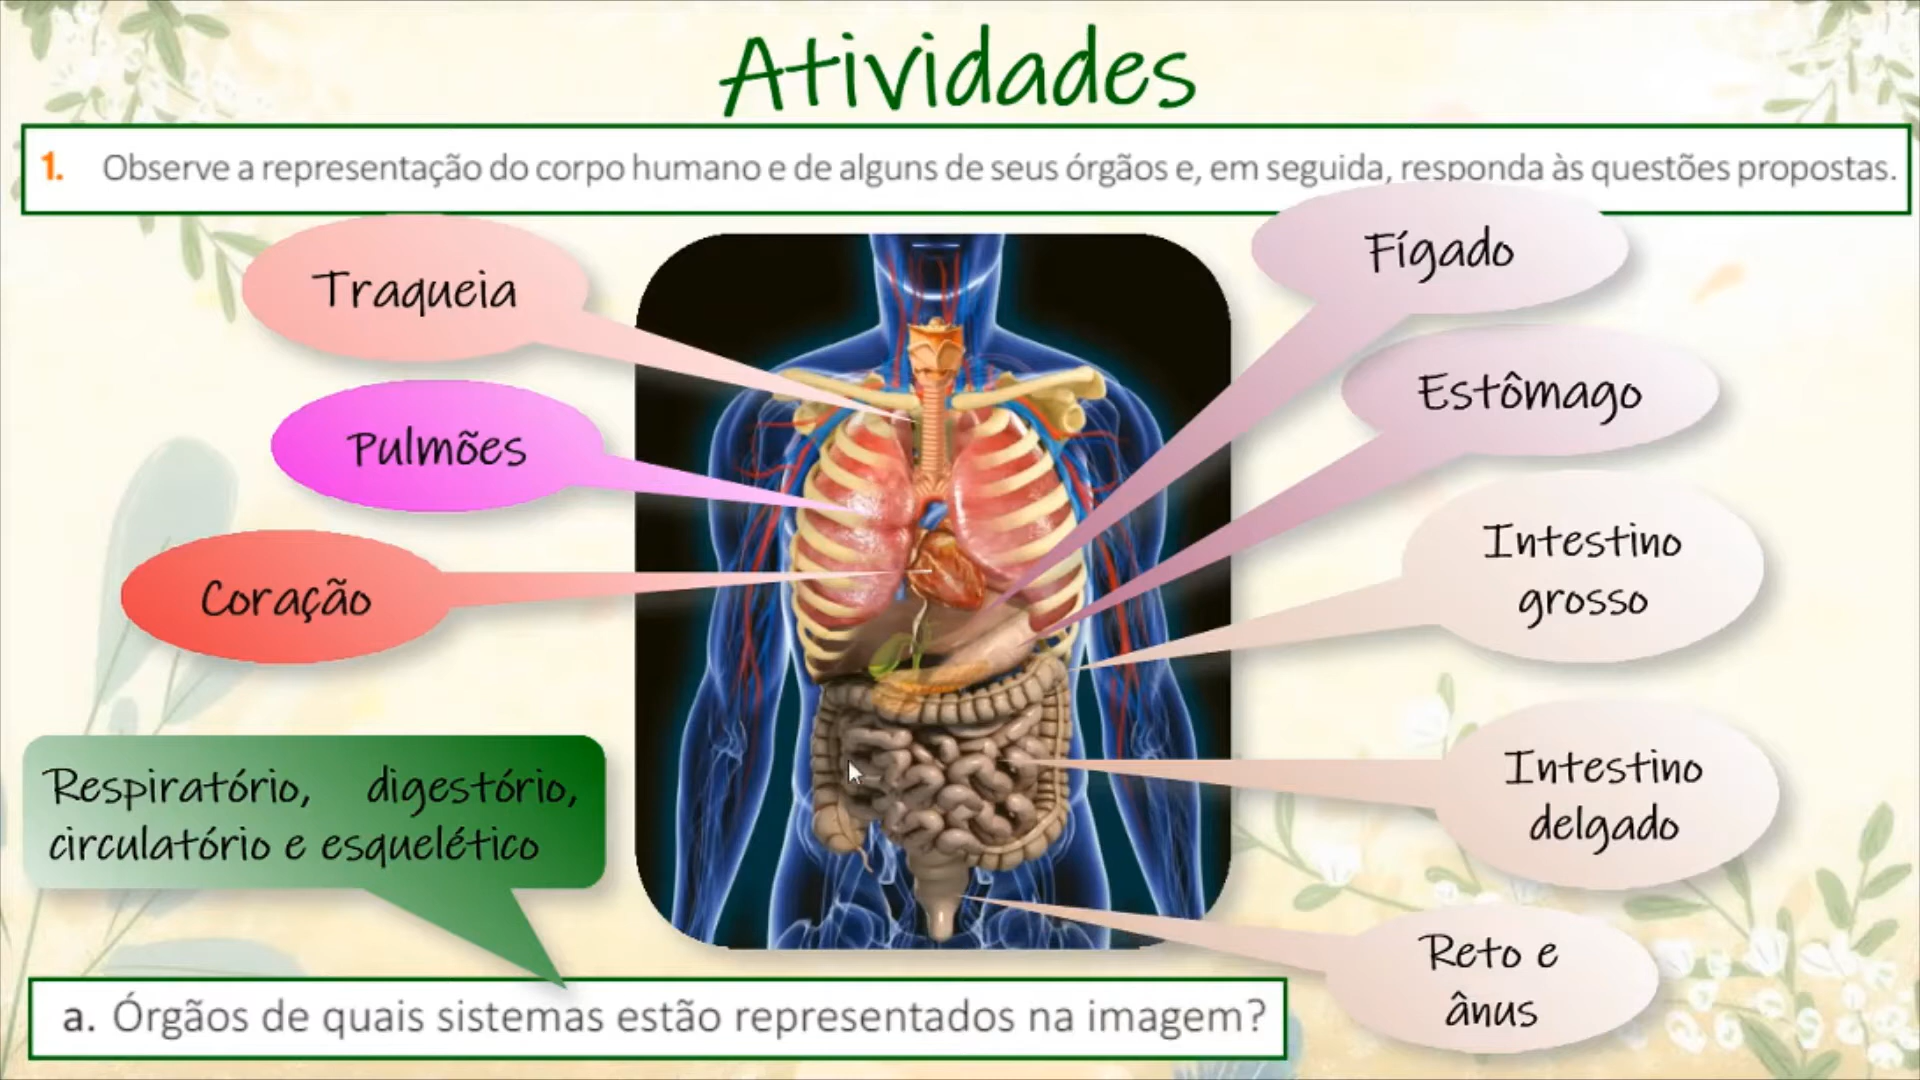 Atividades
1. Observe a representação do corpo humano e de alguns de seus órgãos e, em seguida, responda às questões propostas.
Traqueia
Pulmões
Coração
Respiratório, digestório,
circulatório e esquelético
Fígado
Estômago
Intestino
grosso
Intestino
delgado
Reto e
ânus
a. Órgãos de quais sistemas estão representados na imagem?